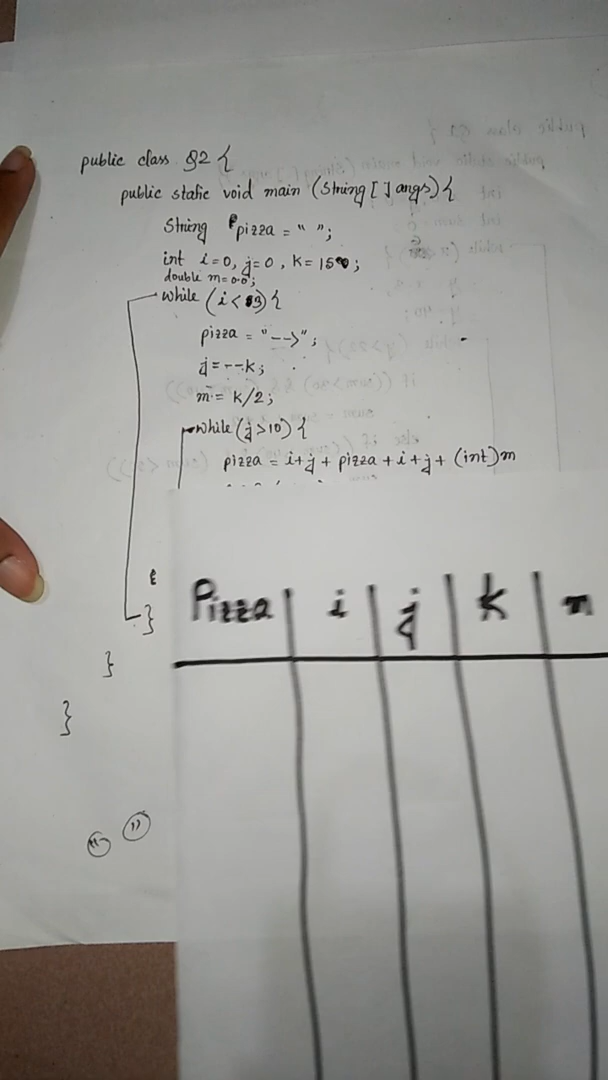 public class Q2 {
public static void main (String [ ] args) {
String pizza = " ";
int i=0, j=0, k=15;
double m=0.0;
while (i<3) {
pizza = "-->";
j=--k;
m = k/2;
while (j>10) {
pizza = i+j + pizza + i+j+ (int)m
}
}
}
Pizza i j k m